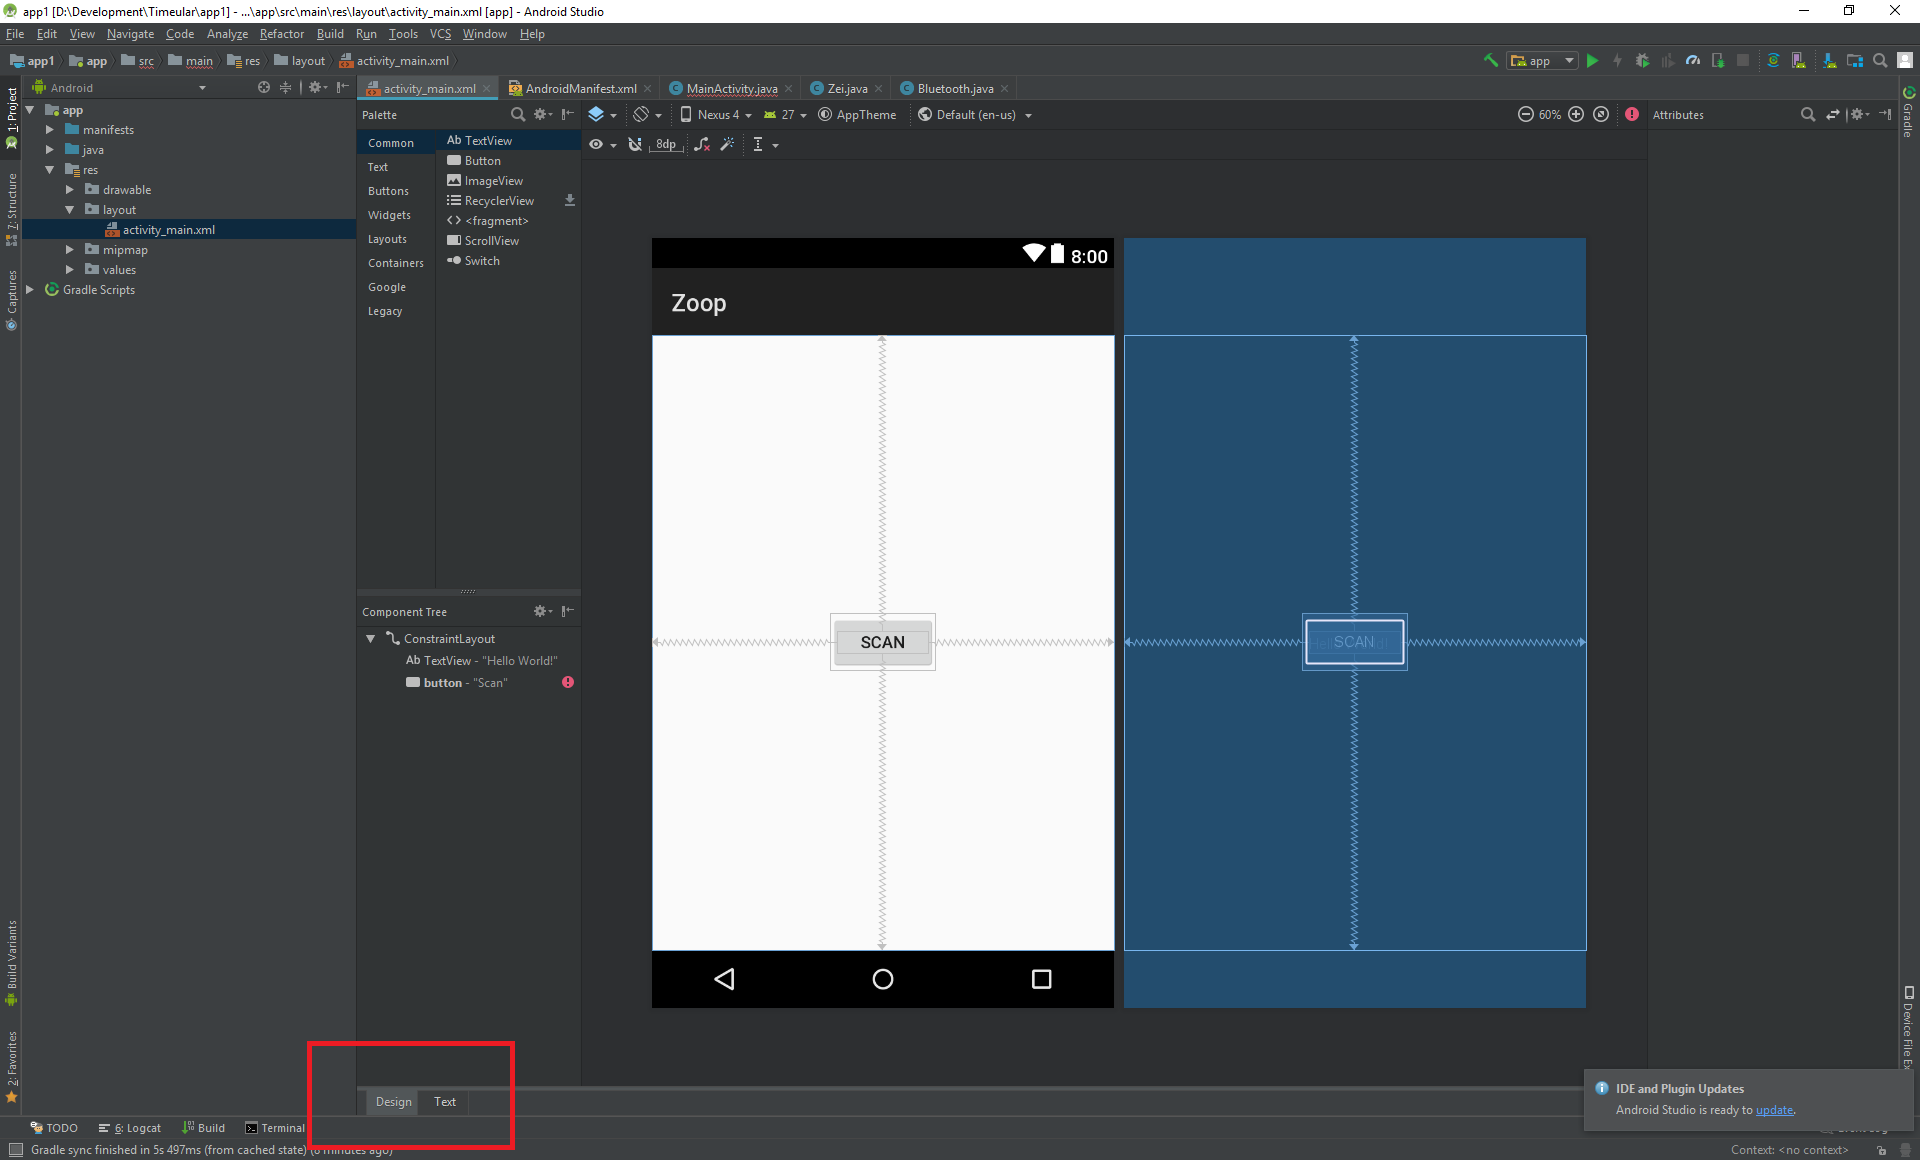 app1 [D:\Development\Timeular\app1] - ...\app\src\main\res\layout\activity_main.xml [app] - Android Studio
File Edit View Navigate Code Analyze Refactor Build Run Tools VCS Window Help
app1 app src main res layout activity_main.xml
app
Android
activity_main.xml AndroidManifest.xml MainActivity.java Zei.java Bluetooth.java
1: Project
7: Structure
Captures
Build Variants
2: Favorites
app
manifests
java
res
drawable
layout
activity_main.xml
mipmap
values
Gradle Scripts
Palette
Common
Text
Buttons
Widgets
Layouts
Containers
Google
Legacy
Ab TextView
Button
ImageView
RecyclerView
<fragment>
ScrollView
Switch
Nexus 4 27 AppTheme Default (en-us) 60%
8dp
Attributes
Gradle
8:00
Zoop
SCAN
SCAN
Component Tree
ConstraintLayout
Ab TextView - "Hello World!"
button - "Scan"
Design Text
Device File Ex
IDE and Plugin Updates
Android Studio is ready to update.
TODO 6: Logcat Build Terminal
Gradle sync finished in 5s 497ms (from cached state) (8 minutes ago)
Context: <no context>